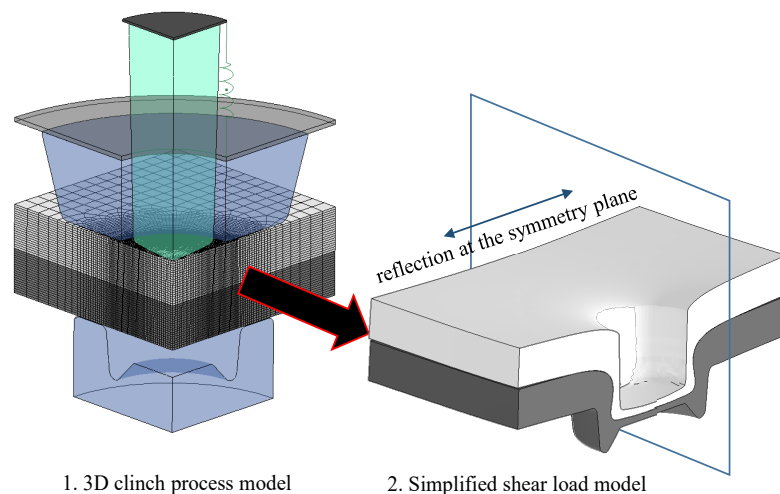 reflection at the symmetry plane
1. 3D clinch process model
2. Simplified shear load model